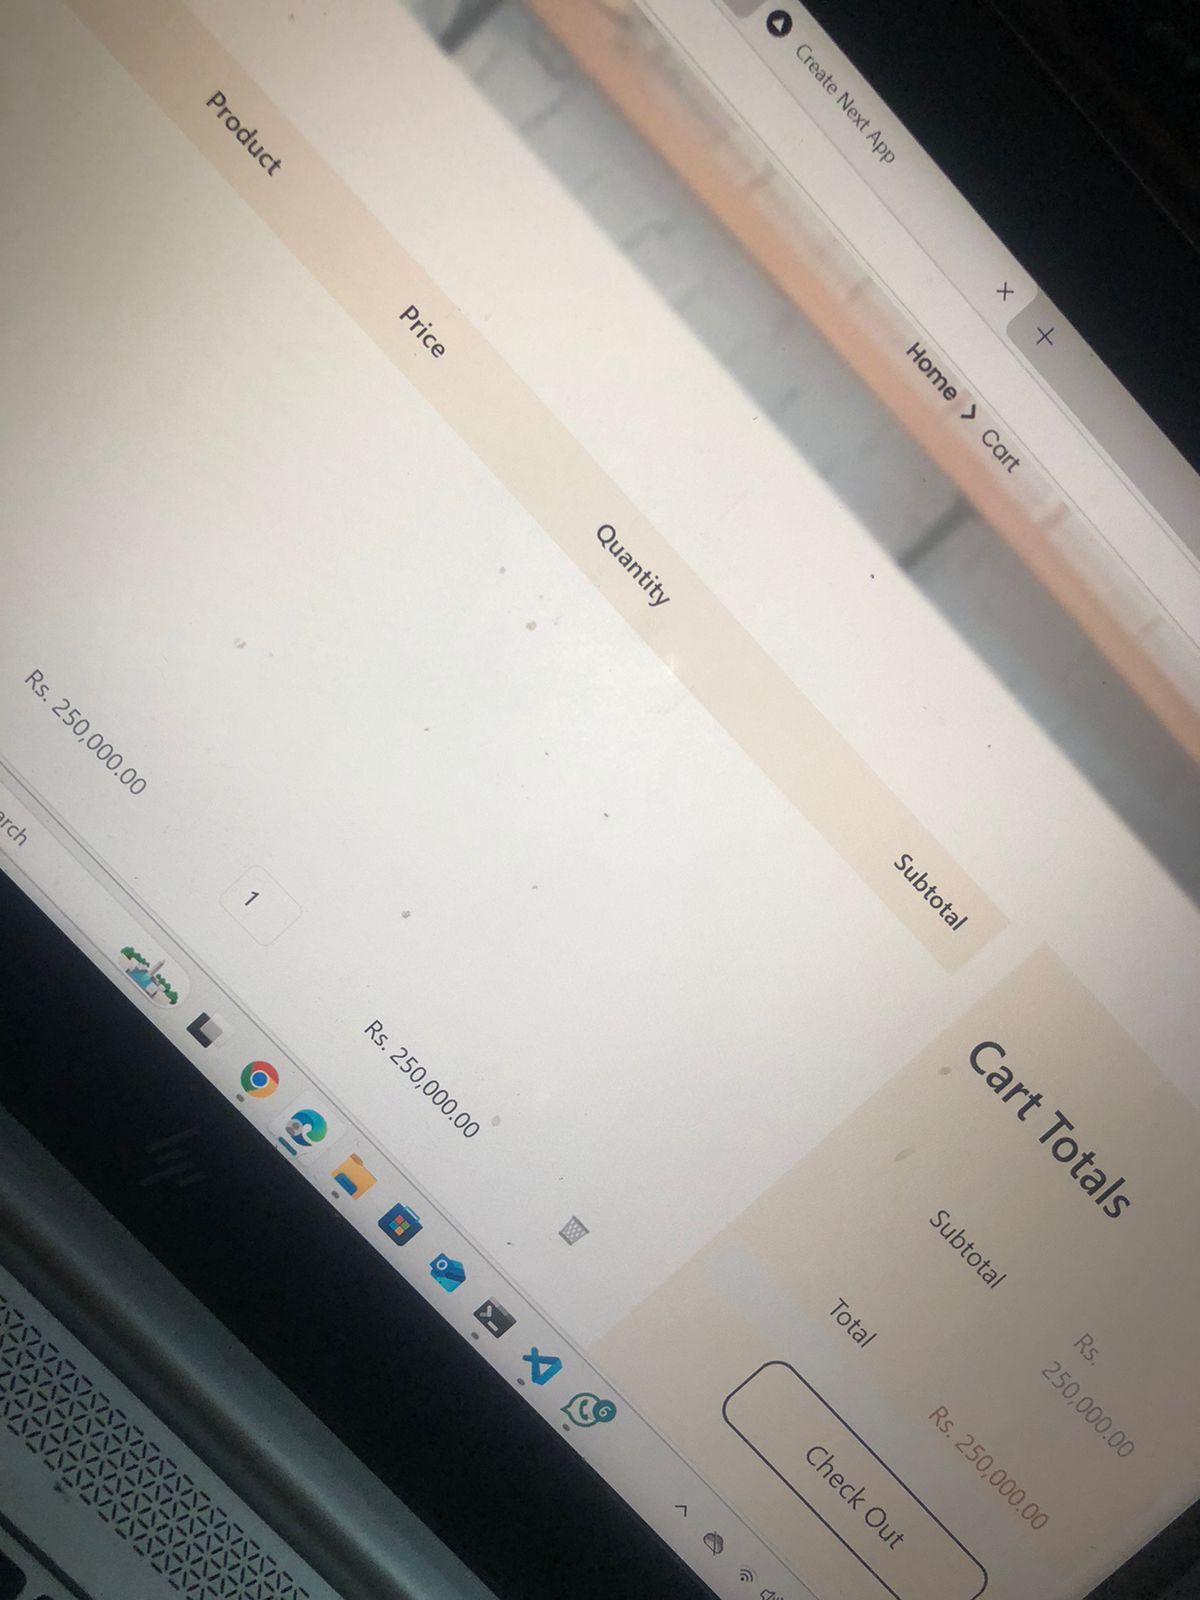 Create Next App
Home > Cart
Product Price Quantity Subtotal
Rs. 250,000.00 1 Rs. 250,000.00
Cart Totals
Subtotal Rs. 250,000.00
Total Rs. 250,000.00
Check Out
arch
6
hp